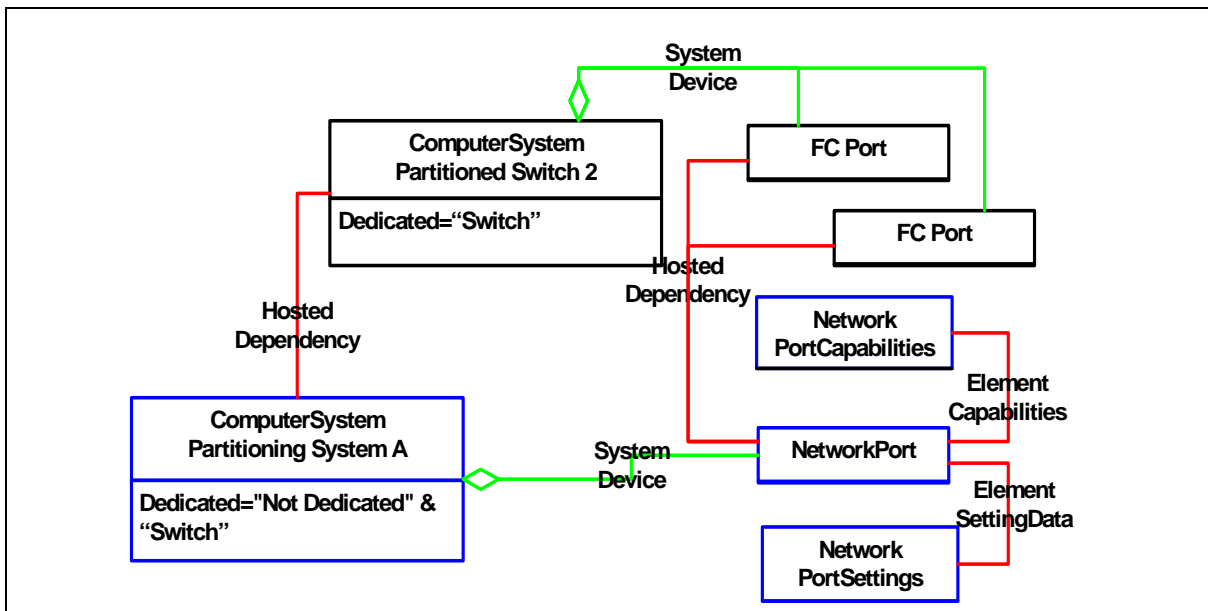 System
Device
ComputerSystem
Partitioned Switch 2
Dedicated=“Switch”
FC Port
FC Port
Hosted
Dependency
Hosted
Dependency
Network
PortCapabilities
Element
Capabilities
ComputerSystem
Partitioning System A
Dedicated="Not Dedicated" &
“Switch”
System
Device
NetworkPort
Element
SettingData
Network
PortSettings